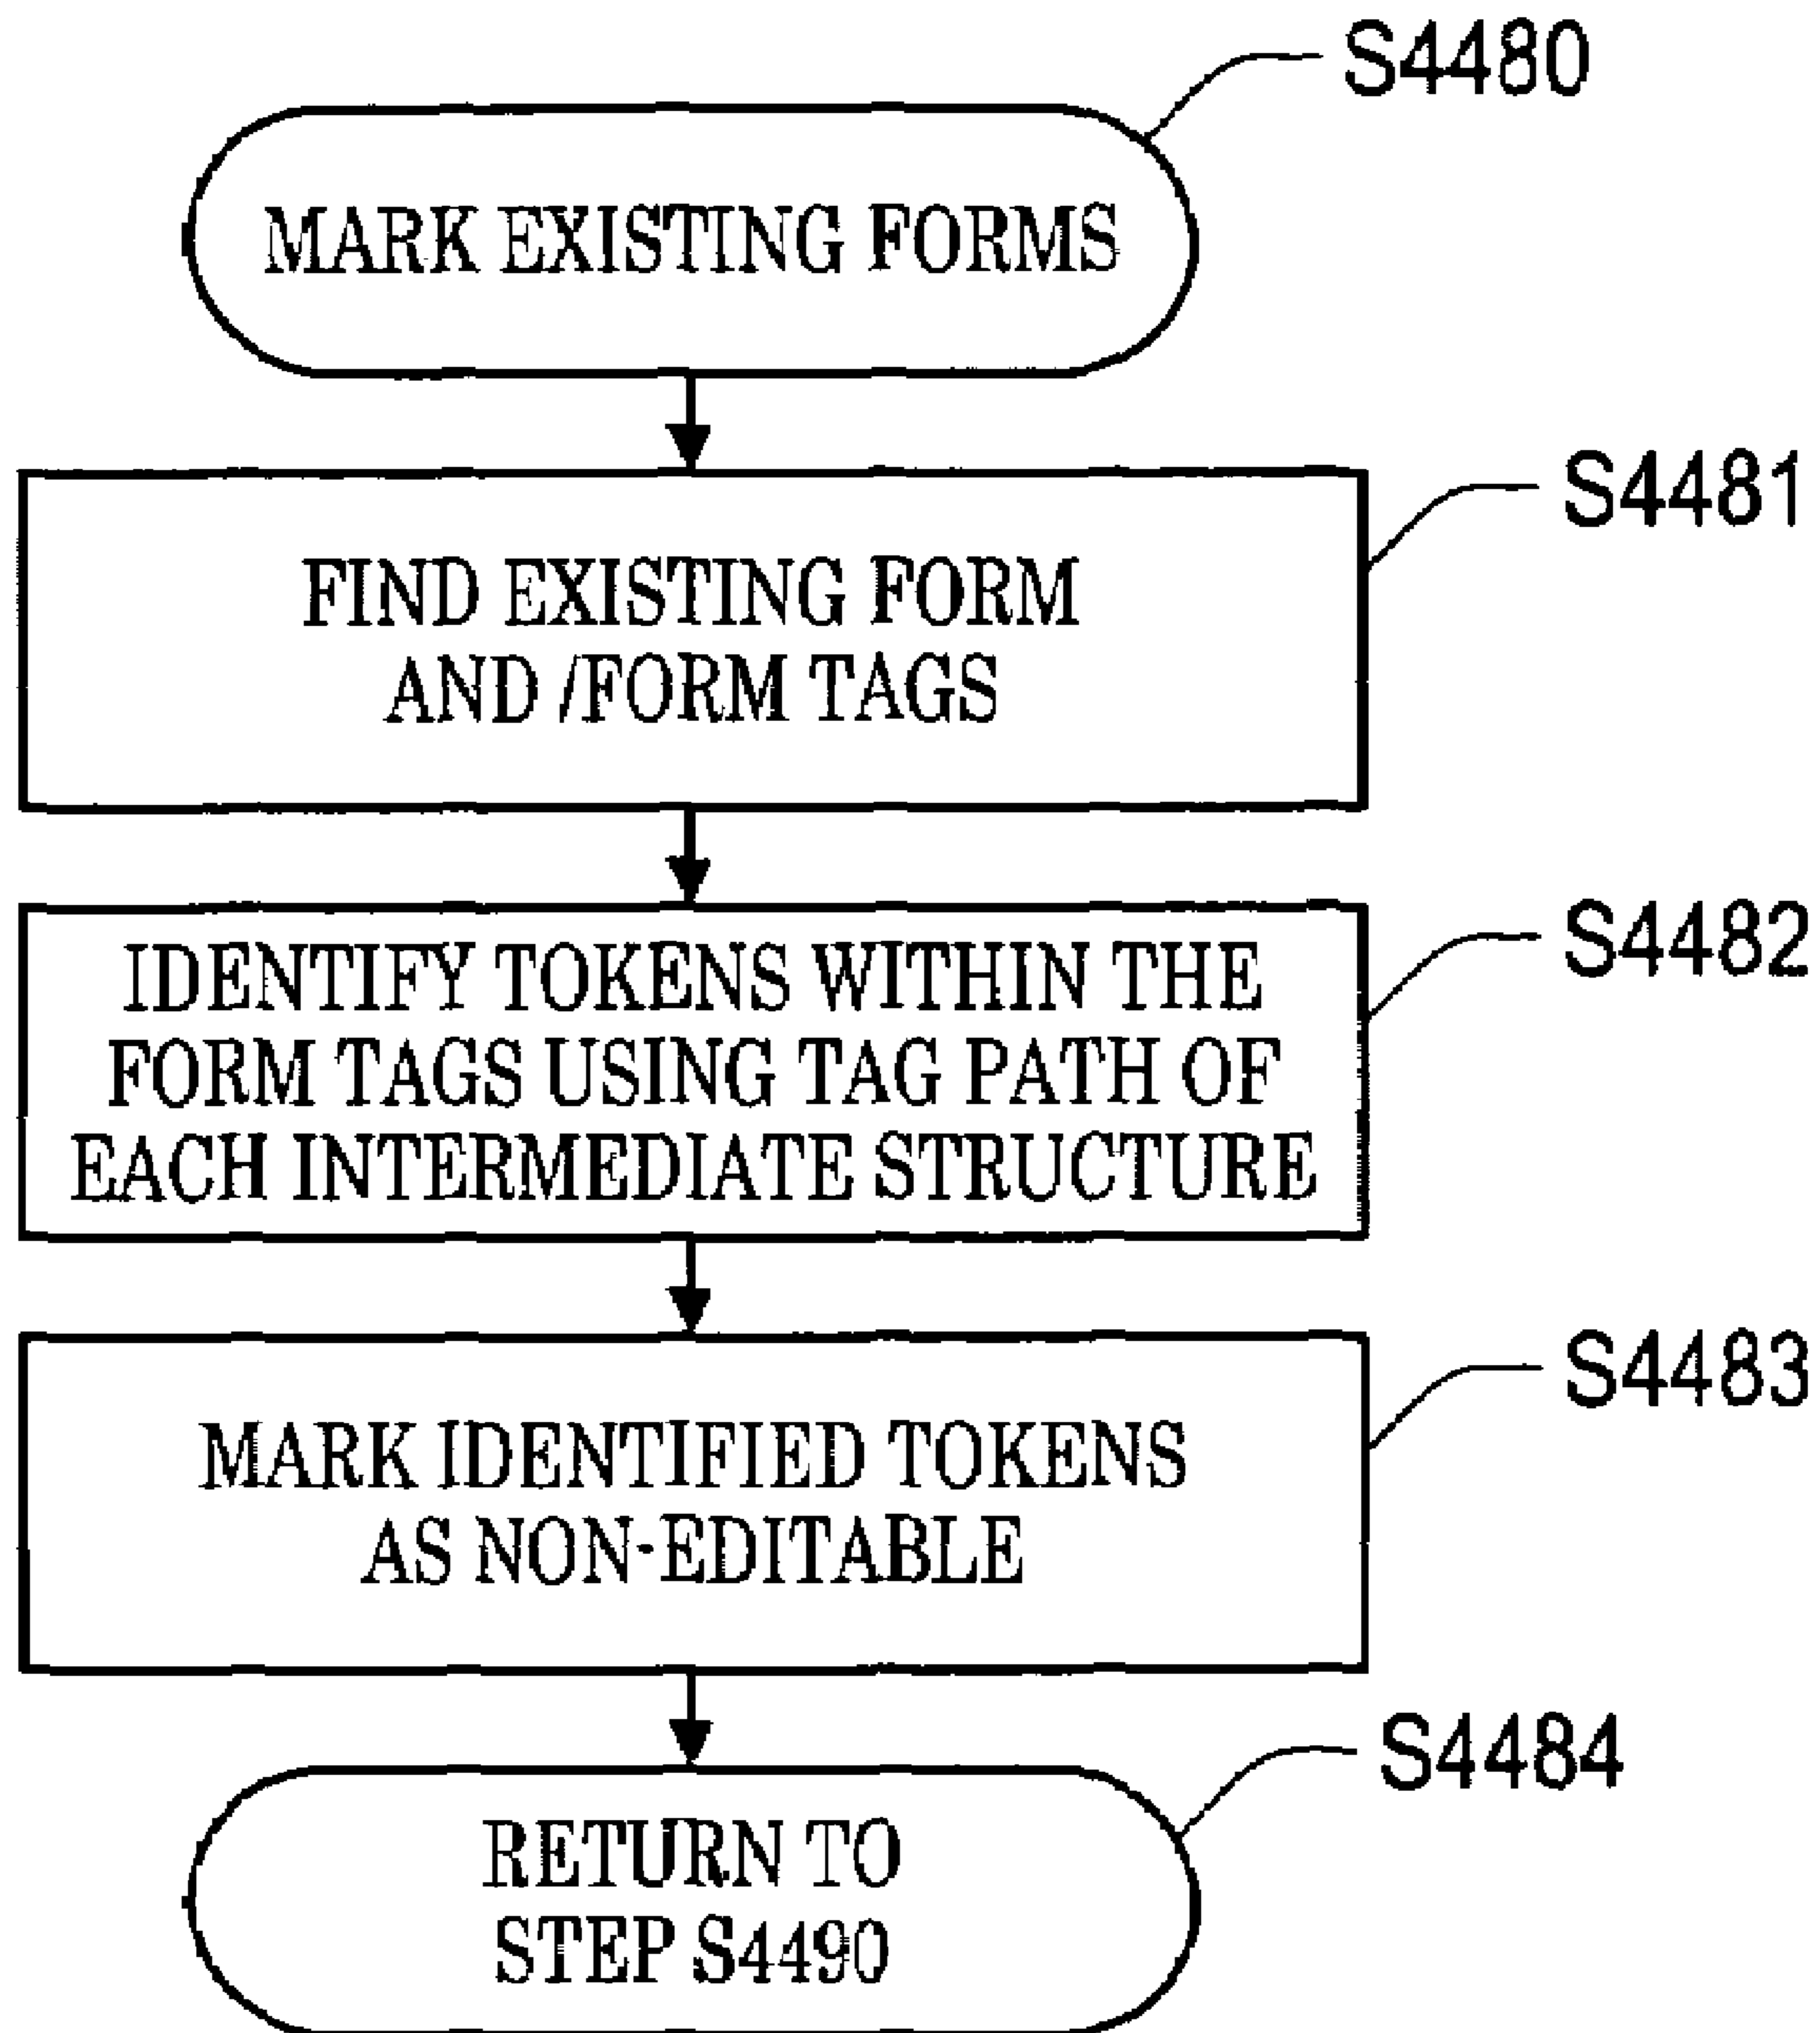 S4480
MARK EXISTING FORMS
S4481
FIND EXISTING FORM
AND /FORM TAGS
S4482
IDENTIFY TOKENS WITHIN THE
FORM TAGS USING TAG PATH OF
EACH INTERMEDIATE STRUCTURE
S4483
MARK IDENTIFIED TOKENS
AS NON-EDITABLE
S4484
RETURN TO
STEP S4490